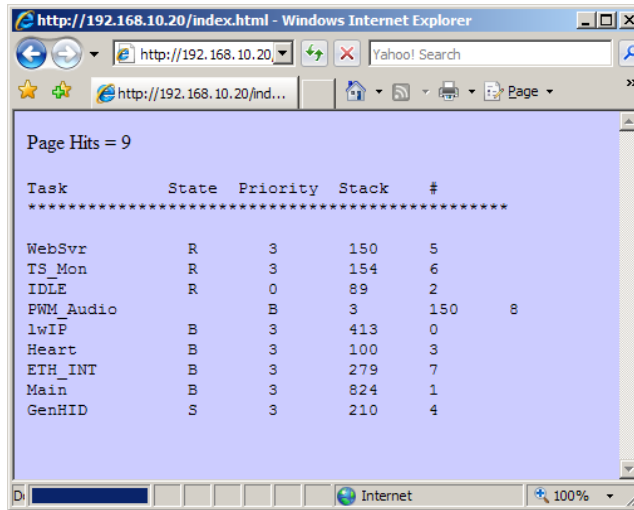 http://192.168.10.20/index.html - Windows Internet Explorer
http://192.168.10.20, Yahoo! Search
http://192.168.10.20/ind... Page »
Page Hits = 9
Task State Priority Stack #
************************************************
WebSvr R 3 150 5
TS_Mon R 3 154 6
IDLE R 0 89 2
PWM_Audio B 3 150 8
lwIP B 3 413 0
Heart B 3 100 3
ETH_INT B 3 279 7
Main B 3 824 1
GenHID S 3 210 4
Internet 100%